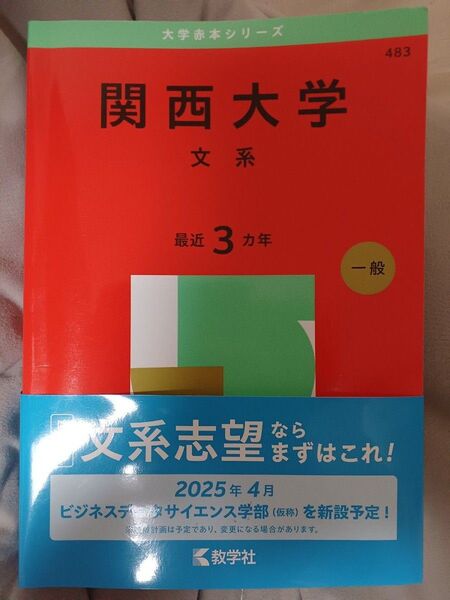 大学赤本シリーズ
483
関西大学
文系
最近3カ年
一般
文系志望なら
まずはこれ!
2025年4月
ビジネスデータサイエンス学部(仮称)を新設予定!
計画は予定であり、変更になる場合があります。
教学社